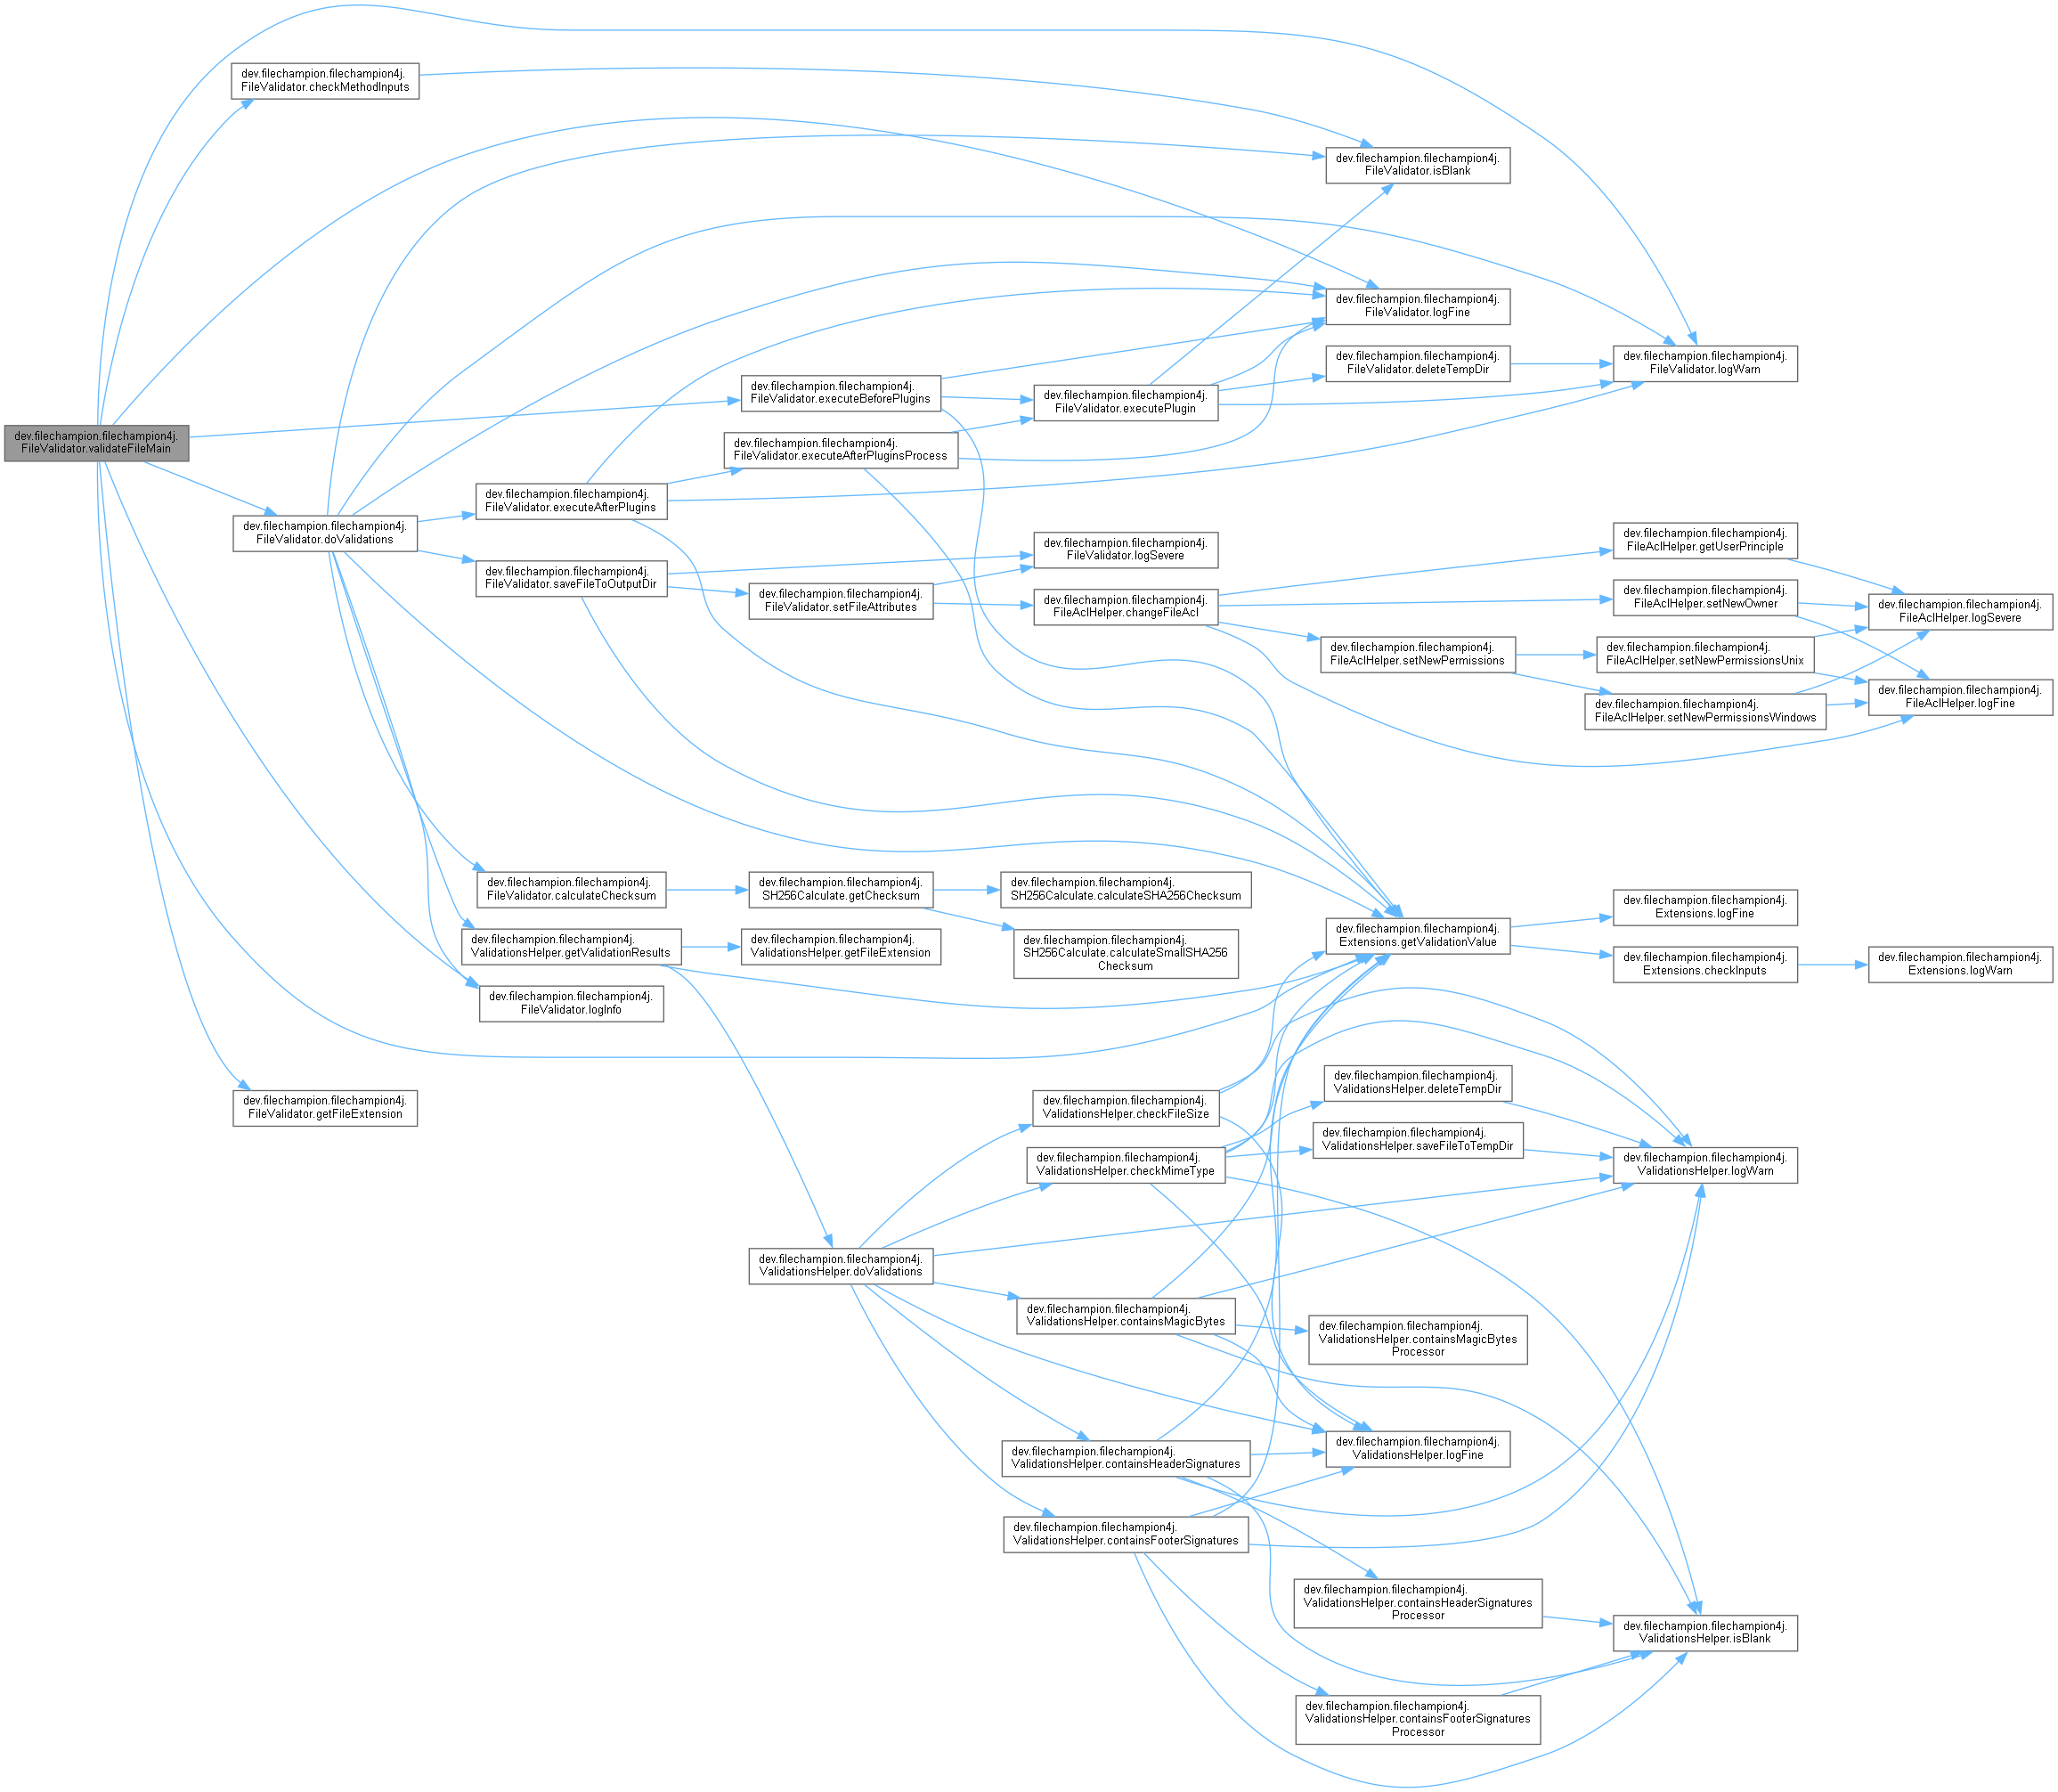 dev.filechampion.filechampion4j.
FileValidator.validateFileMain
dev.filechampion.filechampion4j.
FileValidator.checkMethodInputs
dev.filechampion.filechampion4j.
FileValidator.doValidations
dev.filechampion.filechampion4j.
FileValidator.getFileExtension
dev.filechampion.filechampion4j.
FileValidator.executeAfterPlugins
dev.filechampion.filechampion4j.
FileValidator.saveFileToOutputDir
dev.filechampion.filechampion4j.
FileValidator.calculateChecksum
dev.filechampion.filechampion4j.
ValidationsHelper.getValidationResults
dev.filechampion.filechampion4j.
FileValidator.logInfo
dev.filechampion.filechampion4j.
FileValidator.executeBeforePlugins
dev.filechampion.filechampion4j.
FileValidator.executeAfterPluginsProcess
dev.filechampion.filechampion4j.
FileValidator.setFileAttributes
dev.filechampion.filechampion4j.
SH256Calculate.getChecksum
dev.filechampion.filechampion4j.
ValidationsHelper.getFileExtension
dev.filechampion.filechampion4j.
ValidationsHelper.doValidations
dev.filechampion.filechampion4j.
FileValidator.executePlugin
dev.filechampion.filechampion4j.
FileValidator.logSevere
dev.filechampion.filechampion4j.
FileAclHelper.changeFileAcl
dev.filechampion.filechampion4j.
SH256Calculate.calculateSHA256Checksum
dev.filechampion.filechampion4j.
SH256Calculate.calculateSmallSHA256
Checksum
dev.filechampion.filechampion4j.
ValidationsHelper.checkFileSize
dev.filechampion.filechampion4j.
ValidationsHelper.checkMimeType
dev.filechampion.filechampion4j.
ValidationsHelper.containsMagicBytes
dev.filechampion.filechampion4j.
ValidationsHelper.containsHeaderSignatures
dev.filechampion.filechampion4j.
ValidationsHelper.containsFooterSignatures
dev.filechampion.filechampion4j.
FileValidator.isBlank
dev.filechampion.filechampion4j.
FileValidator.logFine
dev.filechampion.filechampion4j.
FileValidator.deleteTempDir
dev.filechampion.filechampion4j.
FileAclHelper.setNewPermissions
dev.filechampion.filechampion4j.
Extensions.getValidationValue
dev.filechampion.filechampion4j.
ValidationsHelper.deleteTempDir
dev.filechampion.filechampion4j.
ValidationsHelper.saveFileToTempDir
dev.filechampion.filechampion4j.
ValidationsHelper.containsMagicBytes
Processor
dev.filechampion.filechampion4j.
ValidationsHelper.logFine
dev.filechampion.filechampion4j.
ValidationsHelper.containsHeaderSignatures
Processor
dev.filechampion.filechampion4j.
ValidationsHelper.containsFooterSignatures
Processor
dev.filechampion.filechampion4j.
FileValidator.logWarn
dev.filechampion.filechampion4j.
FileAclHelper.getUserPrinciple
dev.filechampion.filechampion4j.
FileAclHelper.setNewOwner
dev.filechampion.filechampion4j.
FileAclHelper.setNewPermissionsUnix
dev.filechampion.filechampion4j.
FileAclHelper.setNewPermissionsWindows
dev.filechampion.filechampion4j.
Extensions.logFine
dev.filechampion.filechampion4j.
Extensions.checkInputs
dev.filechampion.filechampion4j.
ValidationsHelper.logWarn
dev.filechampion.filechampion4j.
ValidationsHelper.isBlank
dev.filechampion.filechampion4j.
FileAclHelper.logSevere
dev.filechampion.filechampion4j.
FileAclHelper.logFine
dev.filechampion.filechampion4j.
Extensions.logWarn